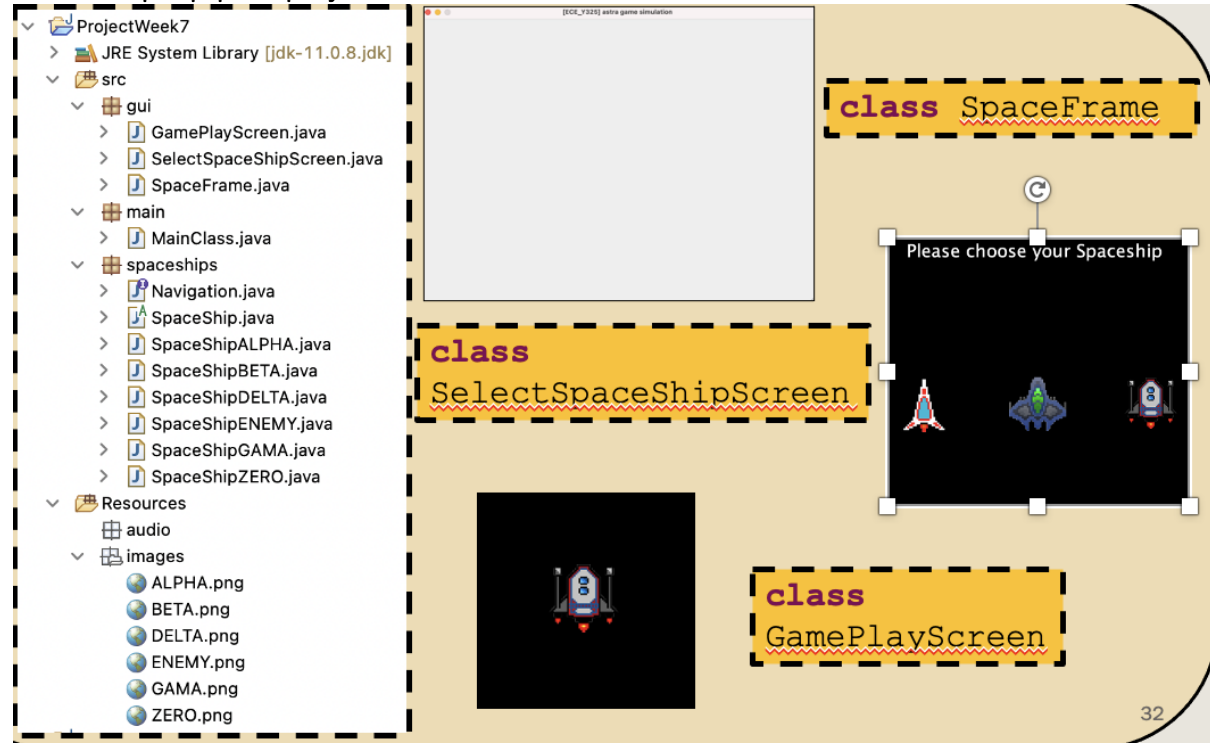 ProjectWeek7
JRE System Library [jdk-11.0.8.jdk]
src
gui
GamePlayScreen.java
SelectSpaceShipScreen.java
SpaceFrame.java
main
MainClass.java
spaceships
Navigation.java
SpaceShip.java
SpaceShipALPHA.java
SpaceShipBETA.java
SpaceShipDELTA.java
SpaceShipENEMY.java
SpaceShipGAMA.java
SpaceShipZERO.java
Resources
audio
images
ALPHA.png
BETA.png
DELTA.png
ENEMY.png
GAMA.png
ZERO.png
[ECE_Y325] astra game simulation
class SpaceFrame
Please choose your Spaceship
class
SelectSpaceShipScreen
class
GamePlayScreen
32